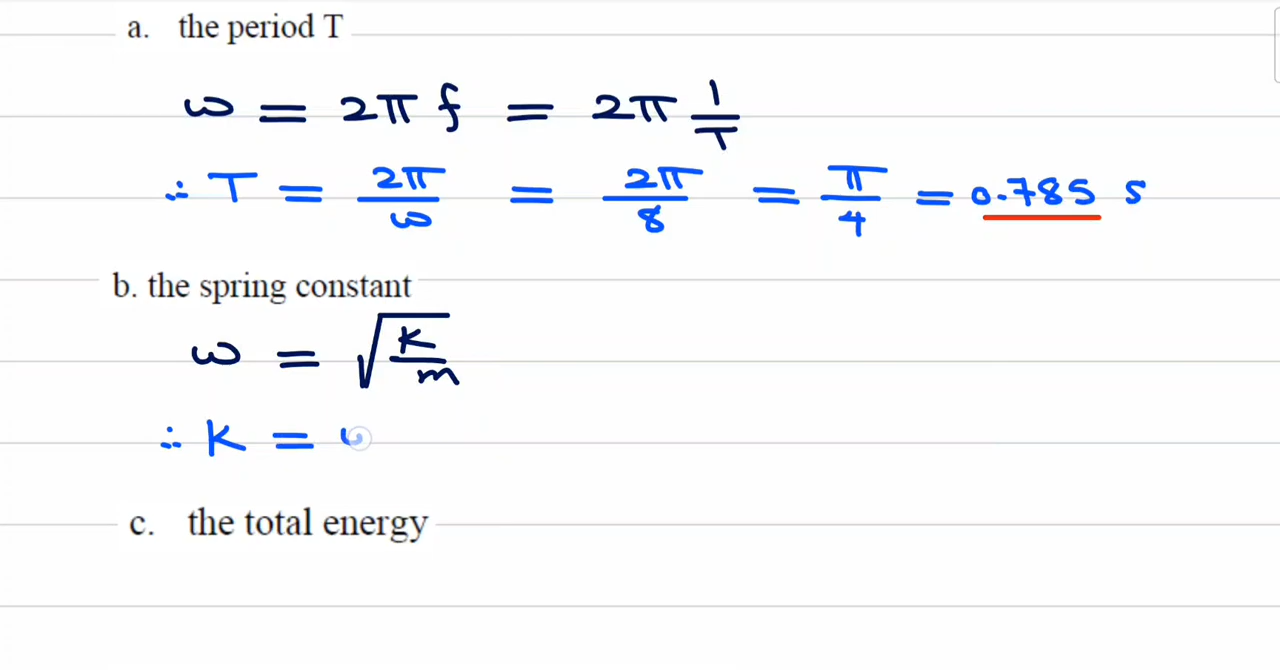 a. the period T
ω = 2π f = 2π 1/T
∴ T = 2π/ω = 2π/8 = π/4 = 0.785 s
b. the spring constant
ω = √(K/m)
∴ K =
c. the total energy